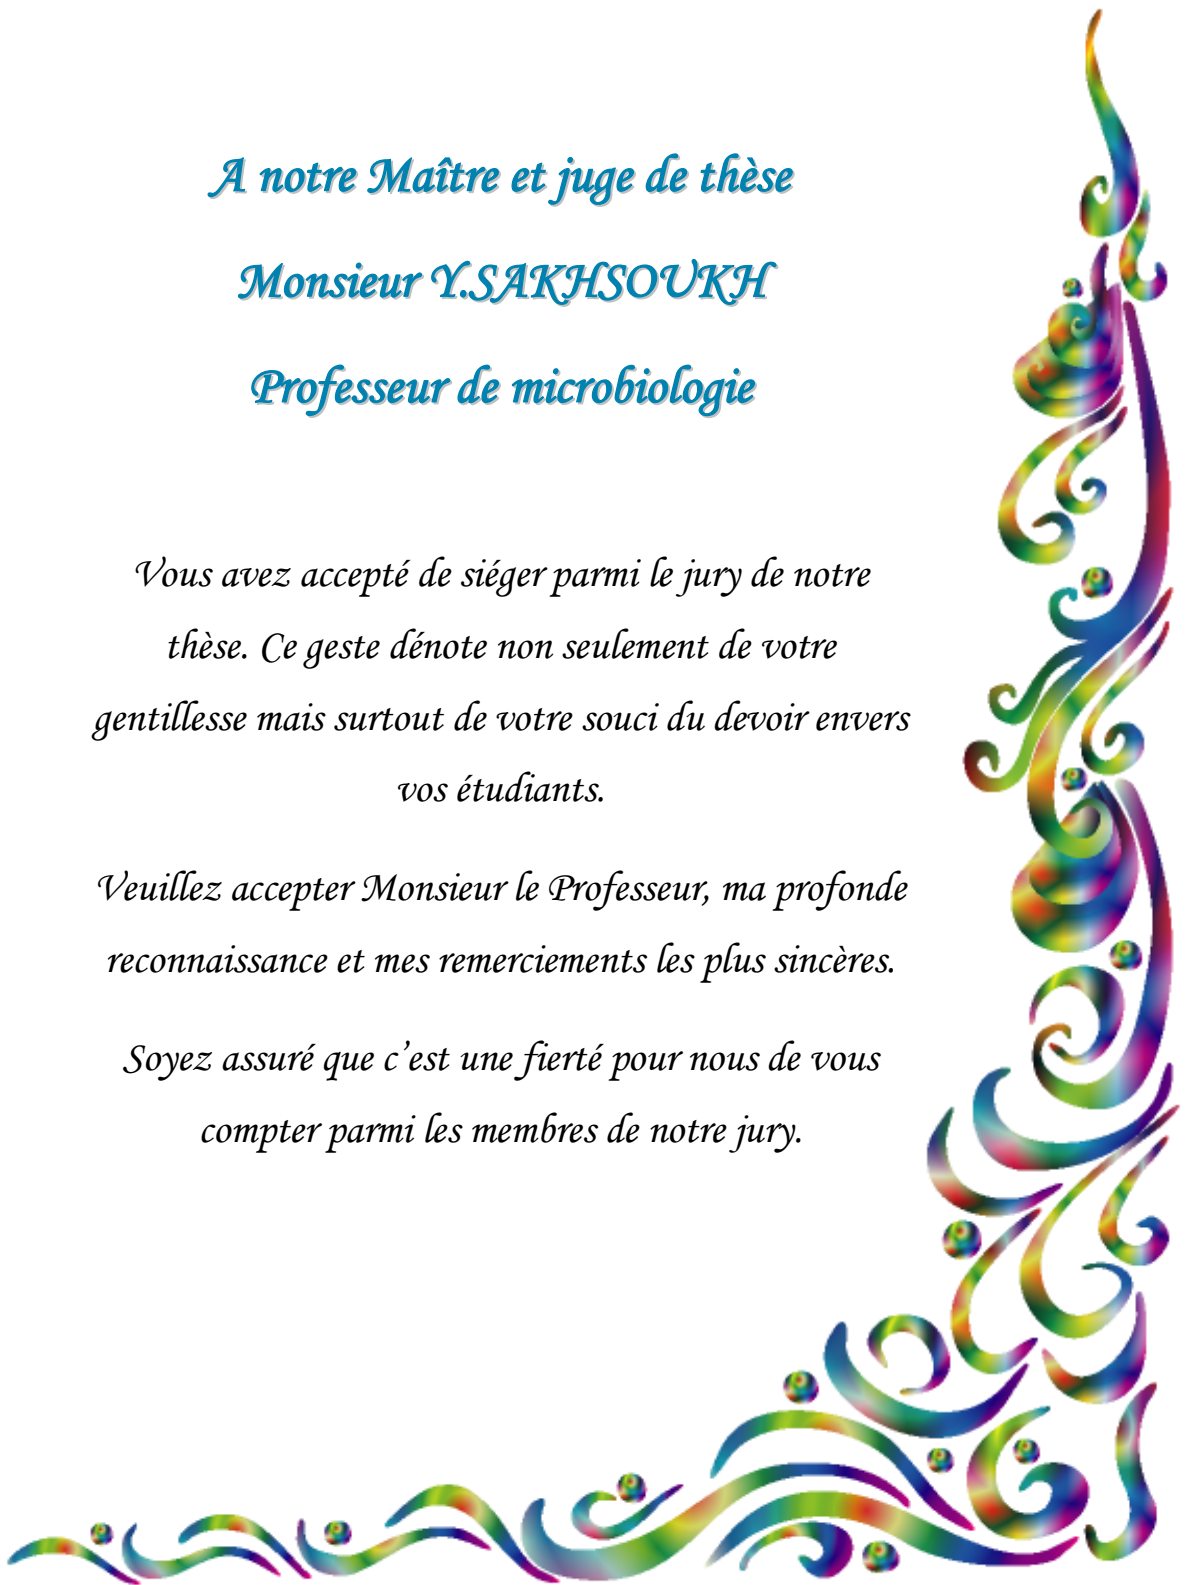 A notre Maître et juge de thèse
Monsieur Y.SAKHSOUKH
Professeur de microbiologie
Vous avez accepté de siéger parmi le jury de notre
thèse. Ce geste dénote non seulement de votre
gentillesse mais surtout de votre souci du devoir envers
vos étudiants.
Veuillez accepter Monsieur le Professeur, ma profonde
reconnaissance et mes remerciements les plus sincères.
Soyez assuré que c’est une fierté pour nous de vous
compter parmi les membres de notre jury.